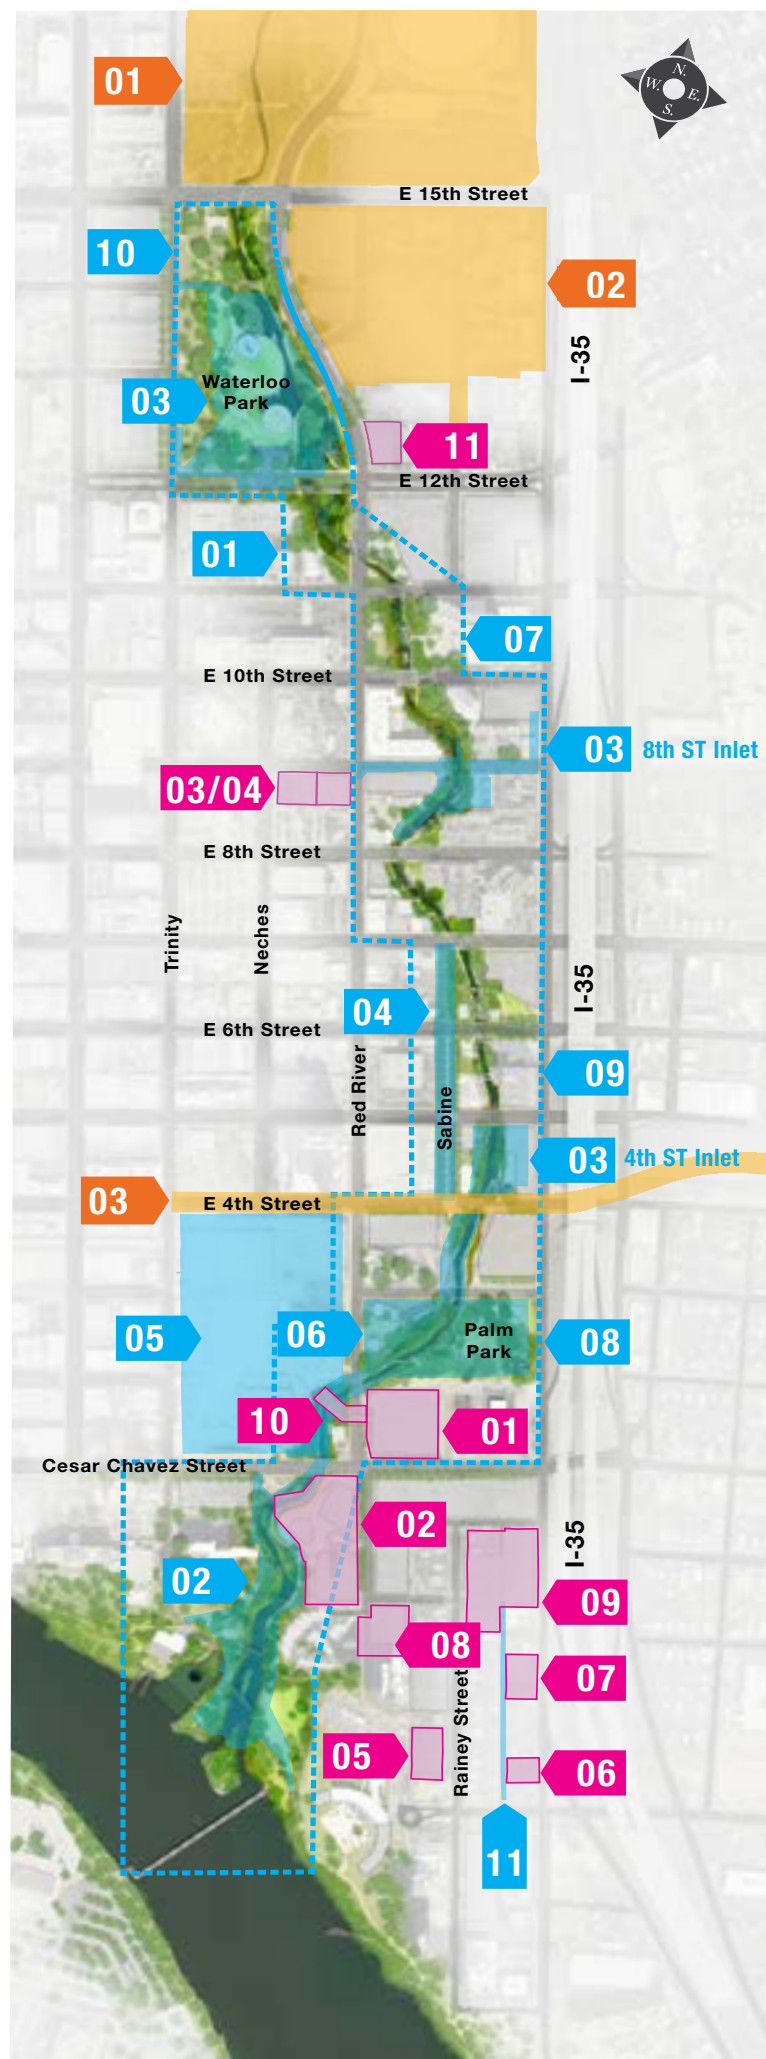 01
N.
W.
E.
S.
E 15th Street
10
02
I-35
Waterloo
Park
03
11
E 12th Street
01
07
E 10th Street
03
8th ST Inlet
03/04
E 8th Street
Trinity
Neches
I-35
04
E 6th Street
Red River
09
Sabine
03
4th ST Inlet
03
E 4th Street
05
06
Palm
Park
08
10
01
Cesar Chavez Street
02
I-35
02
09
08
07
Rainey Street
05
06
11